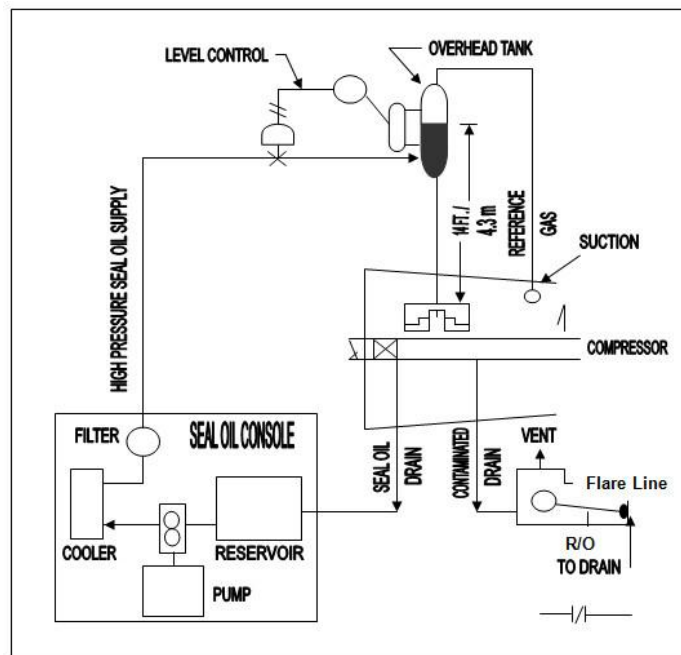 LEVEL CONTROL
OVERHEAD TANK
HIGH PRESSURE SEAL OIL SUPPLY
14 FT./
4.3 m
REFERENCE
GAS
SUCTION
COMPRESSOR
FILTER
SEAL OIL CONSOLE
SEAL OIL
DRAIN
CONTAMINATED
DRAIN
VENT
Flare Line
COOLER
RESERVOIR
R/O
TO DRAIN
PUMP